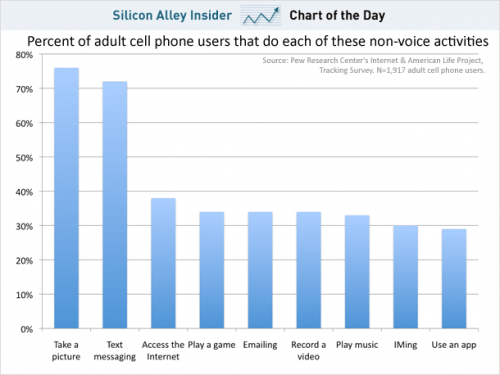 Silicon Alley Insider Chart of the Day
Percent of adult cell phone users that do each of these non-voice activities
Source: Pew Research Center's Internet & American Life Project,
Tracking Survey. N=1,917 adult cell phone users.
80%
70%
60%
50%
40%
30%
20%
10%
0%
Take a picture
Text messaging
Access the Internet
Play a game
Emailing
Record a video
Play music
IMing
Use an app